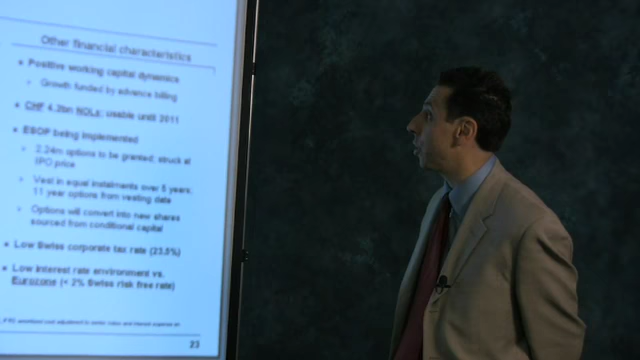 Other financial characteristics
Positive working capital dynamics
Growth funded by advance billing
CHF 4.2bn NOLs; usable until 2011
ESOP being implemented
2.24m options to be granted; struck at
IPO price
Vest in equal instalments over 5 years;
11 year options from vesting date
Options will convert into new shares
sourced from conditional capital
Low Swiss corporate tax rate (23.5%)
Low interest rate environment vs.
Eurozone (< 2% Swiss risk free rate)
23